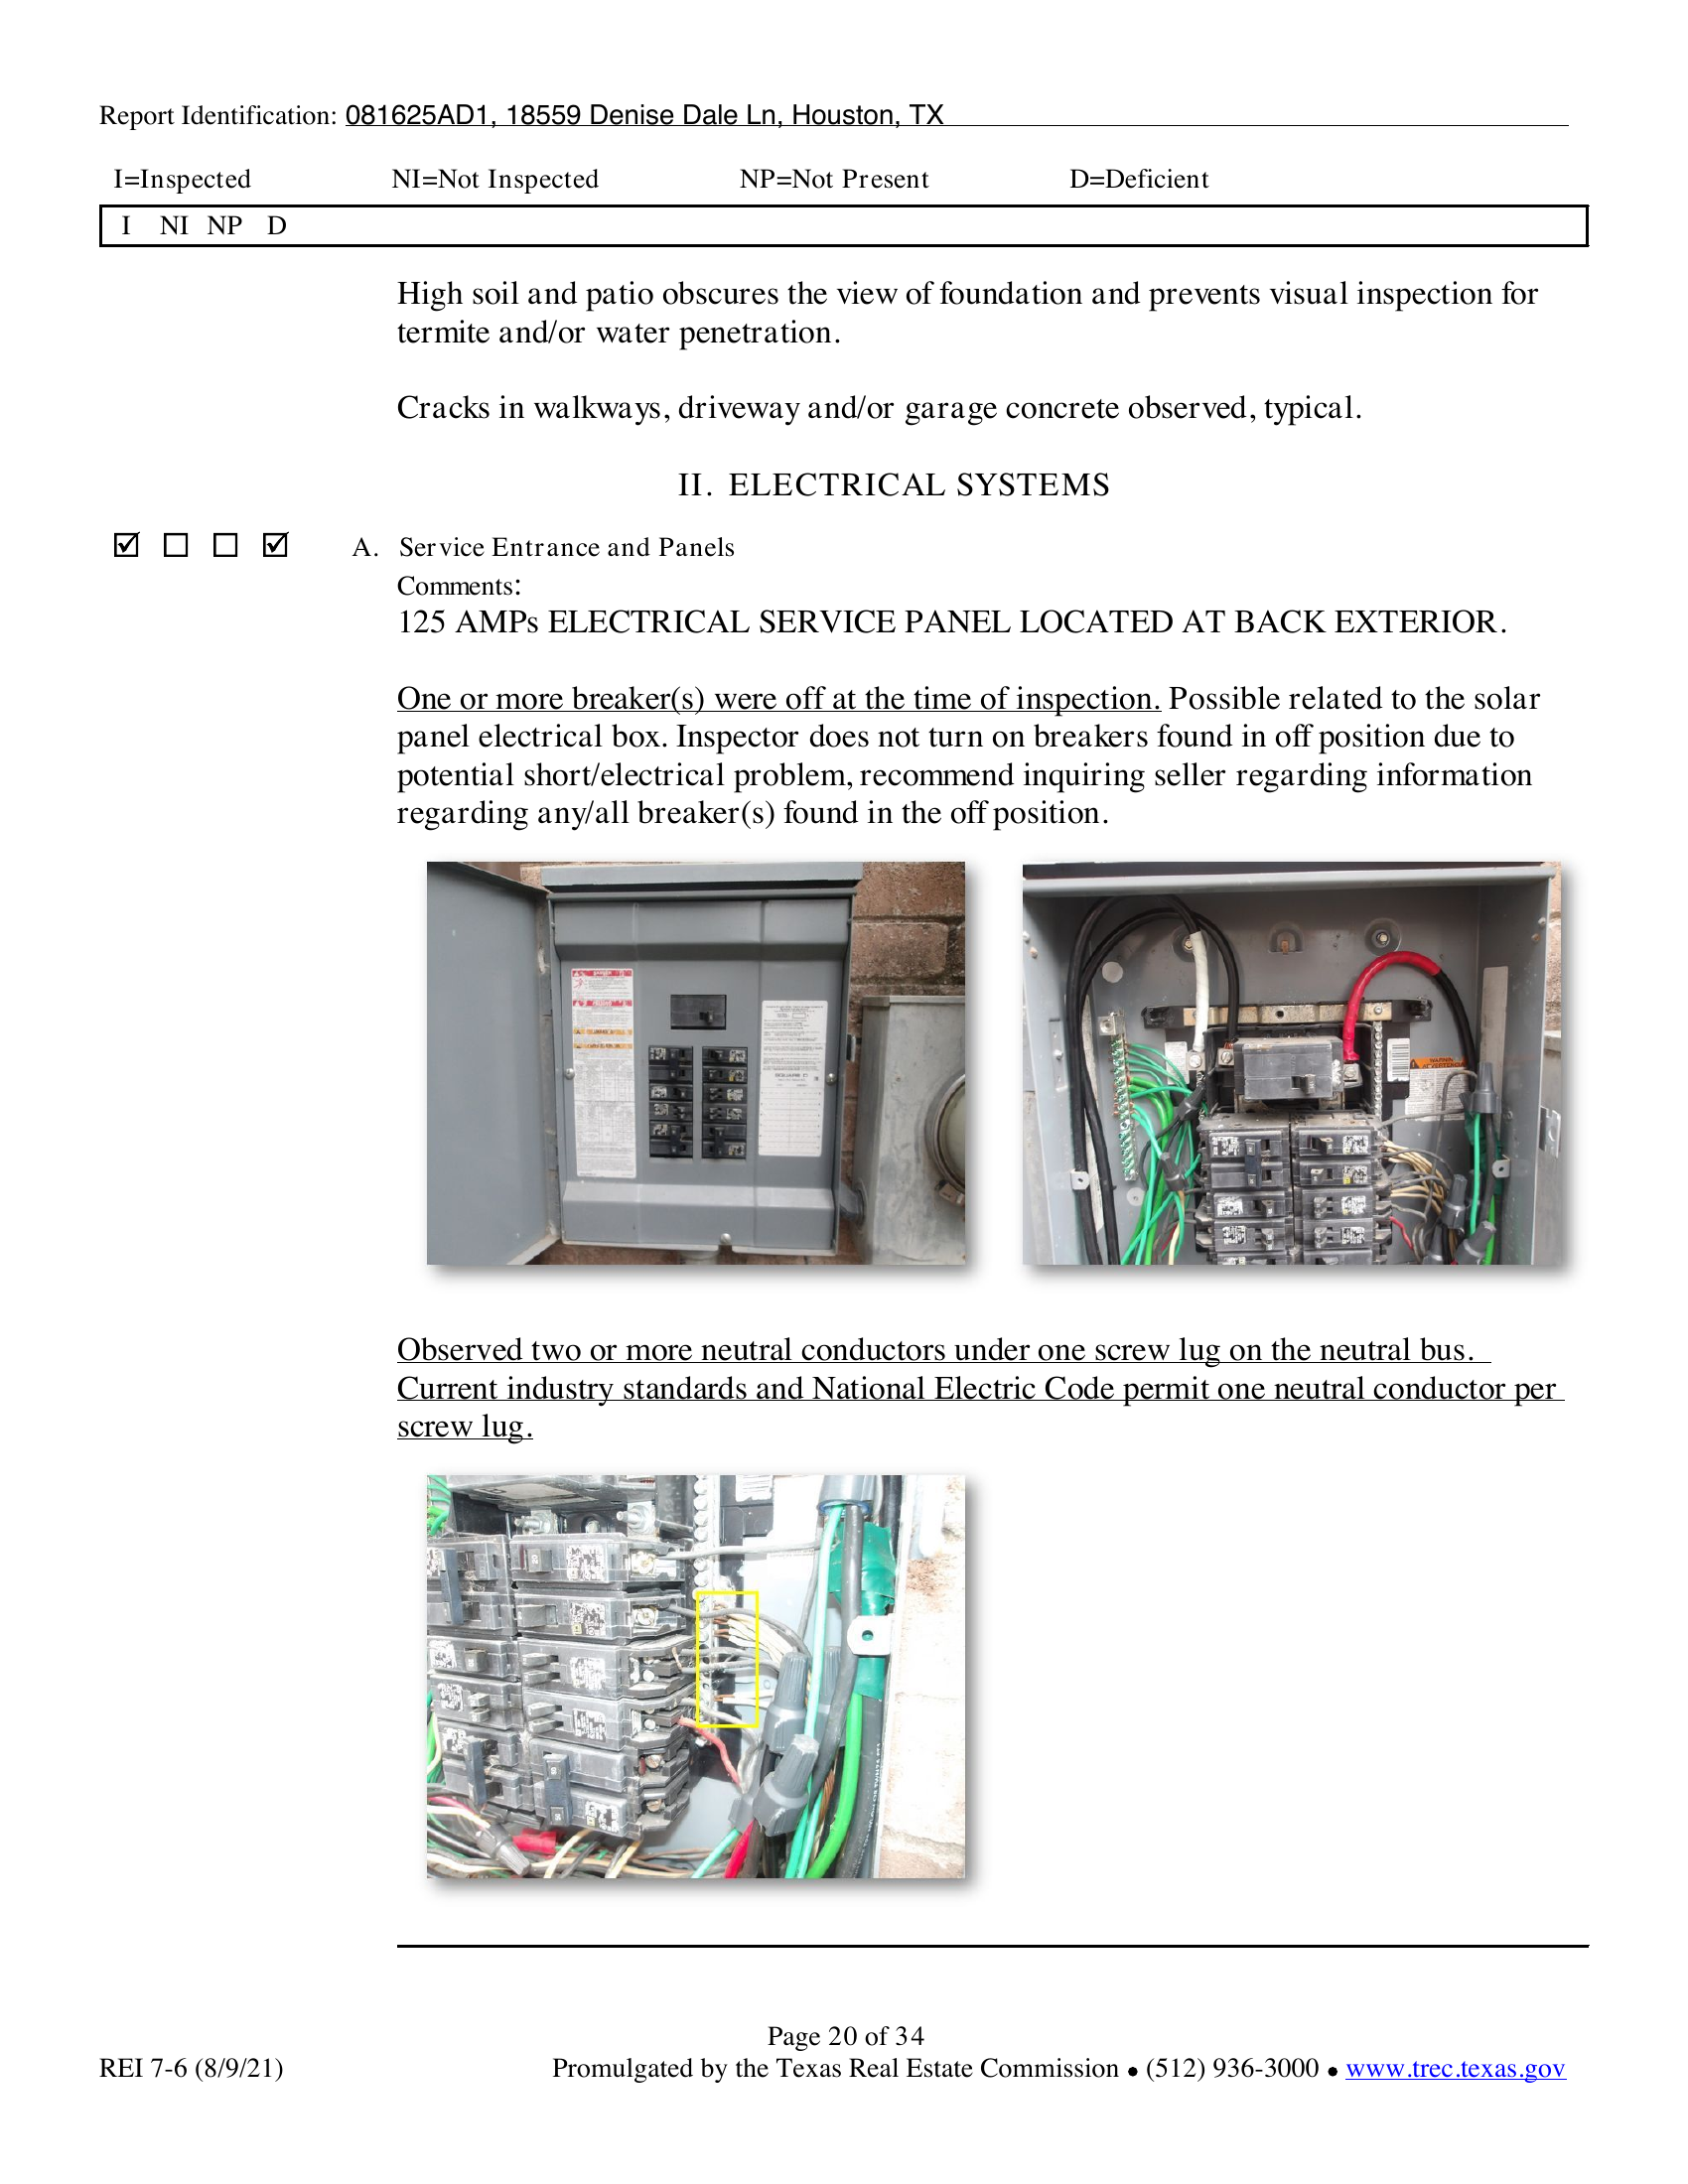 Report Identification: 081625AD1, 18559 Denise Dale Ln, Houston, TX
I=Inspected NI=Not Inspected NP=Not Present D=Deficient
I NI NP D
High soil and patio obscures the view of foundation and prevents visual inspection for
termite and/or water penetration.
Cracks in walkways, driveway and/or garage concrete observed, typical.
II. ELECTRICAL SYSTEMS
A. Service Entrance and Panels
Comments:
125 AMPs ELECTRICAL SERVICE PANEL LOCATED AT BACK EXTERIOR.
One or more breaker(s) were off at the time of inspection. Possible related to the solar
panel electrical box. Inspector does not turn on breakers found in off position due to
potential short/electrical problem, recommend inquiring seller regarding information
regarding any/all breaker(s) found in the off position.
Observed two or more neutral conductors under one screw lug on the neutral bus.
Current industry standards and National Electric Code permit one neutral conductor per
screw lug.
Page 20 of 34
REI 7-6 (8/9/21) Promulgated by the Texas Real Estate Commission ● (512) 936-3000 ● www.trec.texas.gov